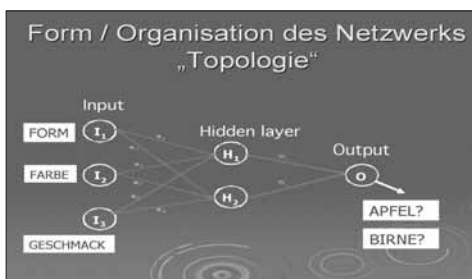 Form / Organisation des Netzwerks
„Topologie“
Input
Hidden layer
Output
FORM
I₁
FARBE
I₂
I₃
GESCHMACK
H₁
H₂
O
APFEL?
BIRNE?